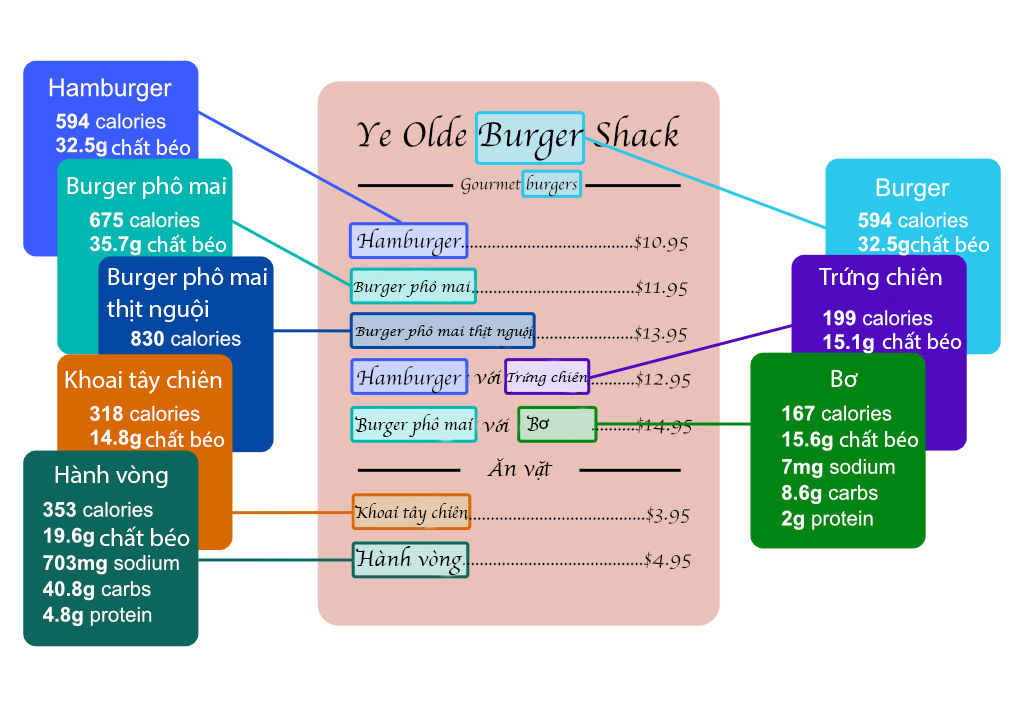 Hamburger
594 calories
32.5g chất béo
Burger phô mai
675 calories
35.7g chất béo
Burger phô mai
thịt nguội
830 calories
Khoai tây chiên
318 calories
14.8g chất béo
Hành vòng
353 calories
19.6g chất béo
703mg sodium
40.8g carbs
4.8g protein
Ye Olde Burger Shack
Gourmet burgers
Hamburger..................................$10.95
Burger phô mai................................$11.95
Burger phô mai thịt nguội....................$13.95
Hamburger với Trứng chiên.........$12.95
Burger phô mai với Bơ .........$14.95
Ăn vặt
Khoai tây chiên...................................$3.95
Hành vòng....................................$4.95
Burger
594 calories
32.5gchất béo
Trứng chiên
199 calories
15.1g chất béo
Bơ
167 calories
15.6g chất béo
7mg sodium
8.6g carbs
2g protein